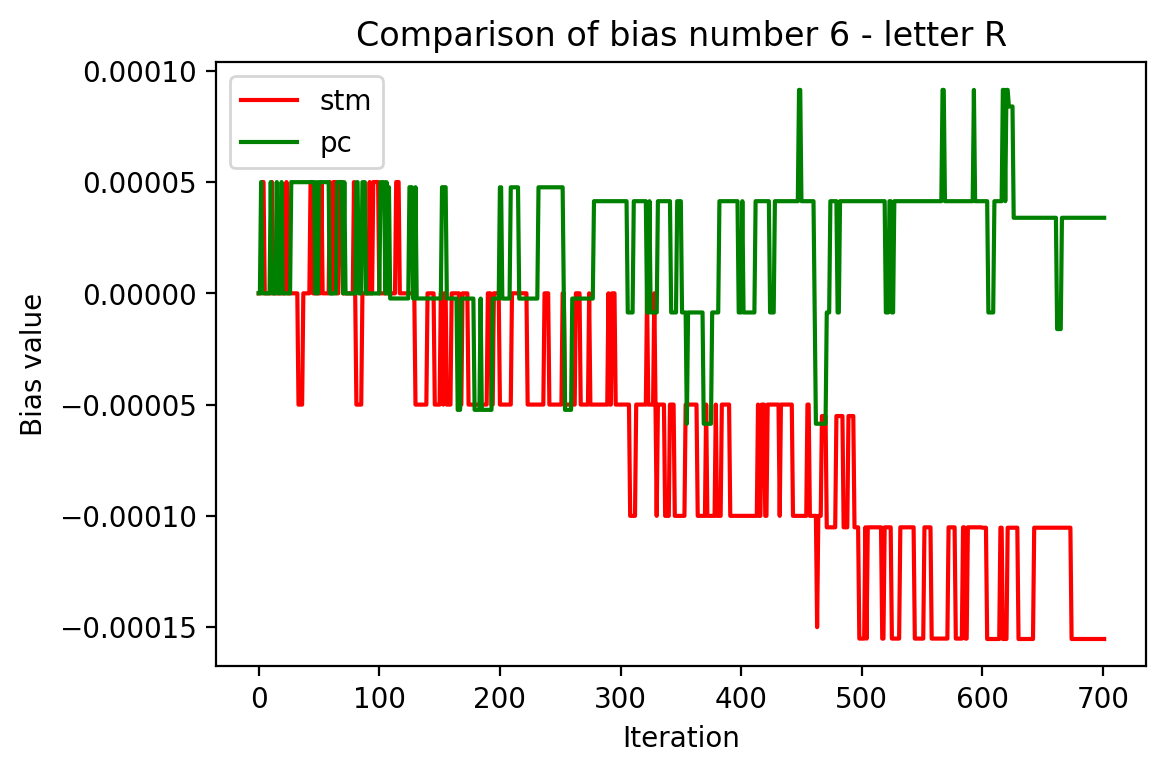 Comparison of bias number 6 - letter R
stm
pc
Bias value
0.00010
0.00005
0.00000
−0.00005
−0.00010
−0.00015
0 100 200 300 400 500 600 700
Iteration